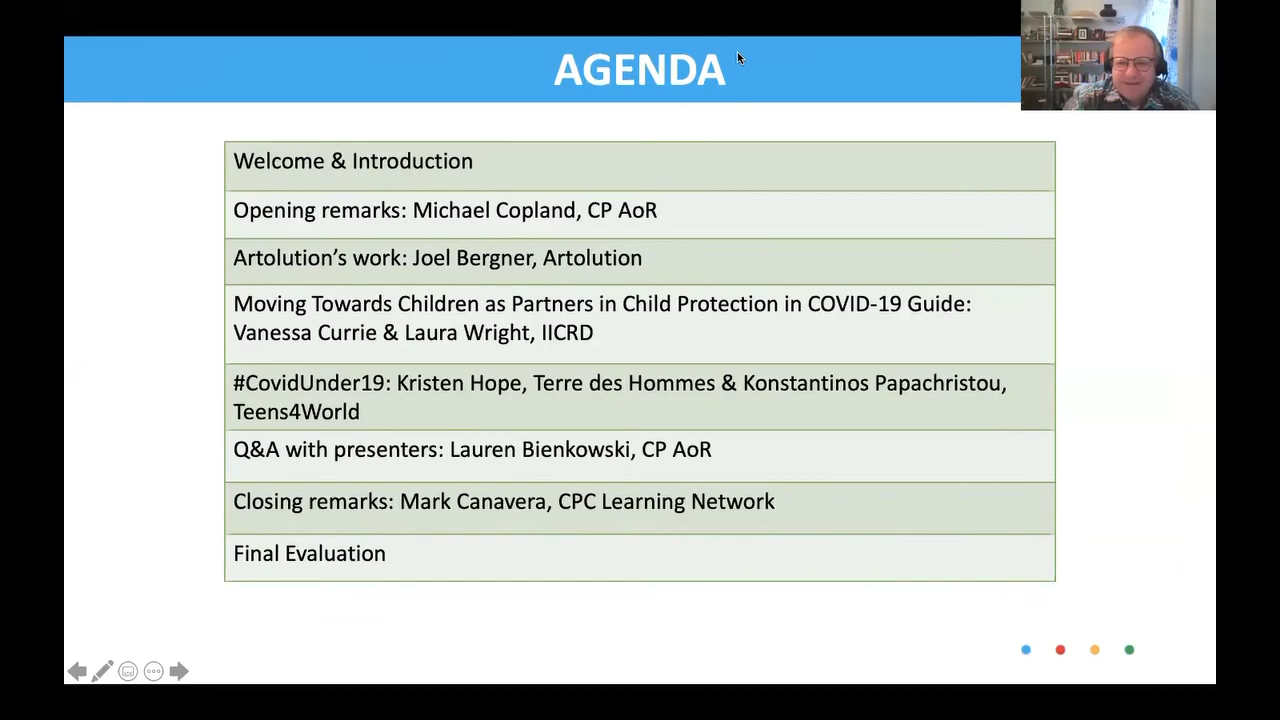 AGENDA
Welcome & Introduction
Opening remarks: Michael Copland, CP AoR
Artolution’s work: Joel Bergner, Artolution
Moving Towards Children as Partners in Child Protection in COVID-19 Guide:
Vanessa Currie & Laura Wright, IICRD
#CovidUnder19: Kristen Hope, Terre des Hommes & Konstantinos Papachristou,
Teens4World
Q&A with presenters: Lauren Bienkowski, CP AoR
Closing remarks: Mark Canavera, CPC Learning Network
Final Evaluation